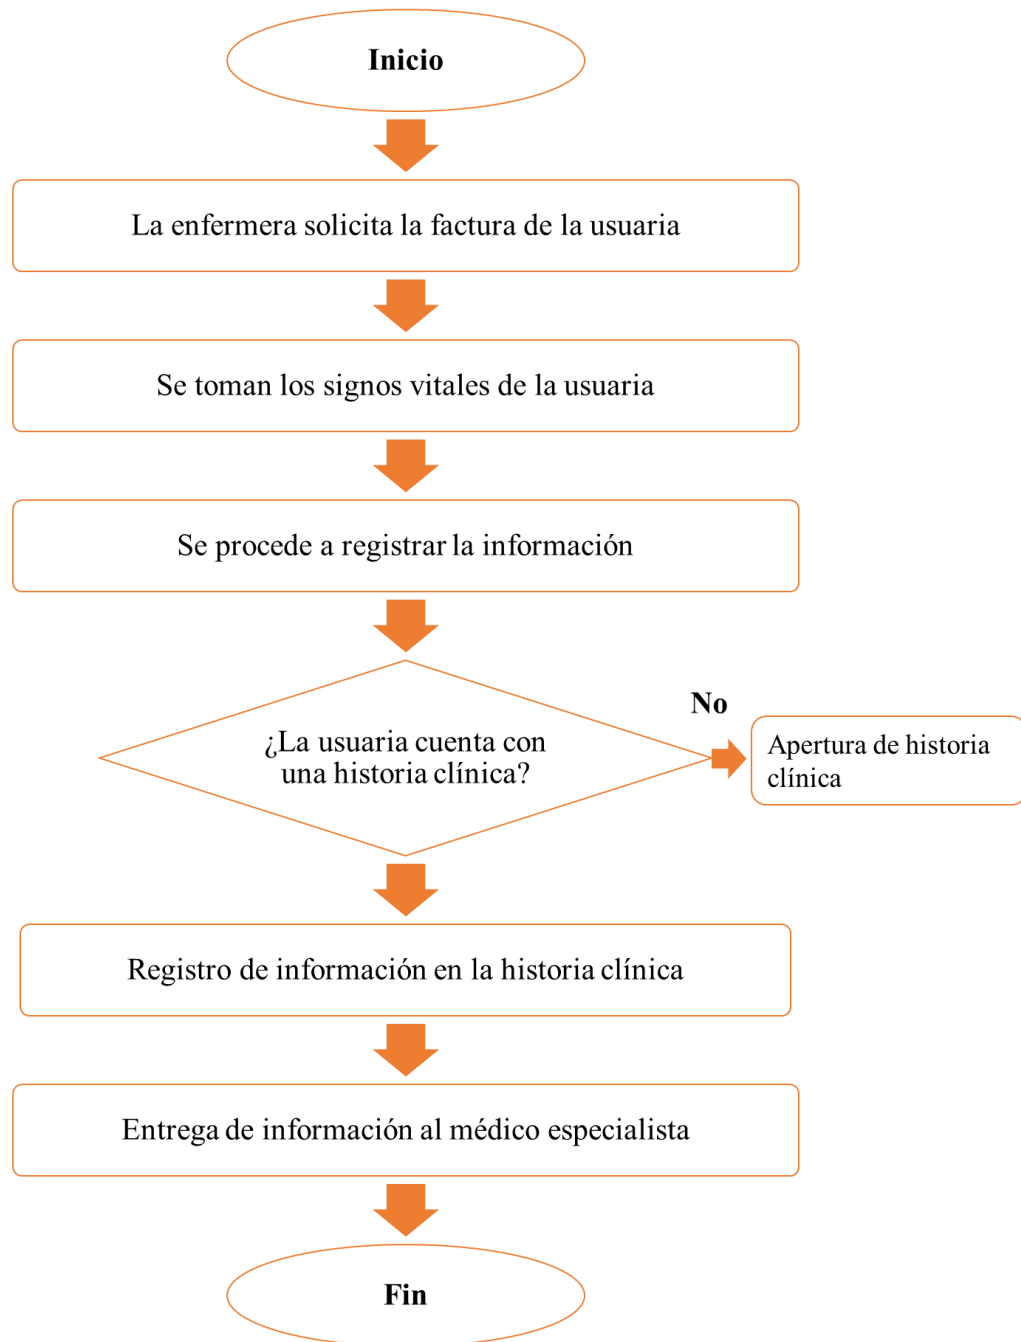 Inicio
La enfermera solicita la factura de la usuaria
Se toman los signos vitales de la usuaria
Se procede a registrar la información
¿La usuaria cuenta con
una historia clínica?
No
Apertura de historia
clínica
Registro de información en la historia clínica
Entrega de información al médico especialista
Fin